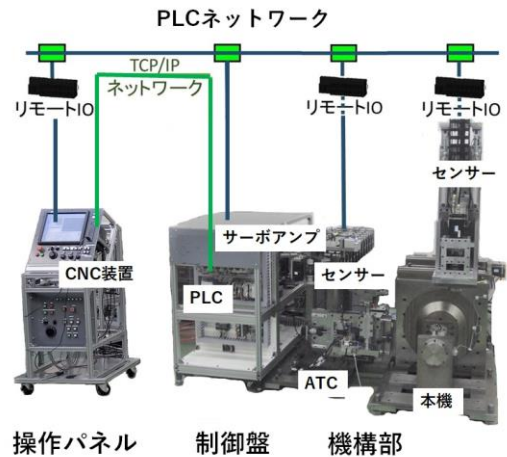 PLCネットワーク
TCP/IP
ネットワーク
リモートIO
リモートIO
リモートIO
センサー
サーボアンプ
CNC装置
センサー
PLC
ATC
本機
操作パネル
制御盤
機構部